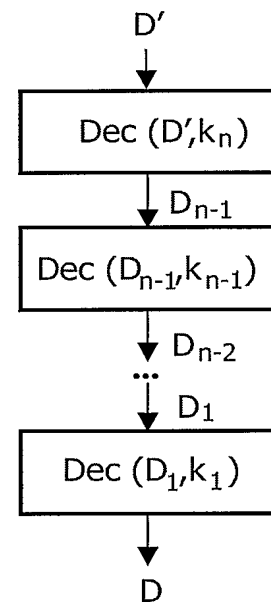 D'
Dec (D',kₙ)
Dₙ₋₁
Dec (Dₙ₋₁,kₙ₋₁)
Dₙ₋₂
...
D₁
Dec (D₁,k₁)
D